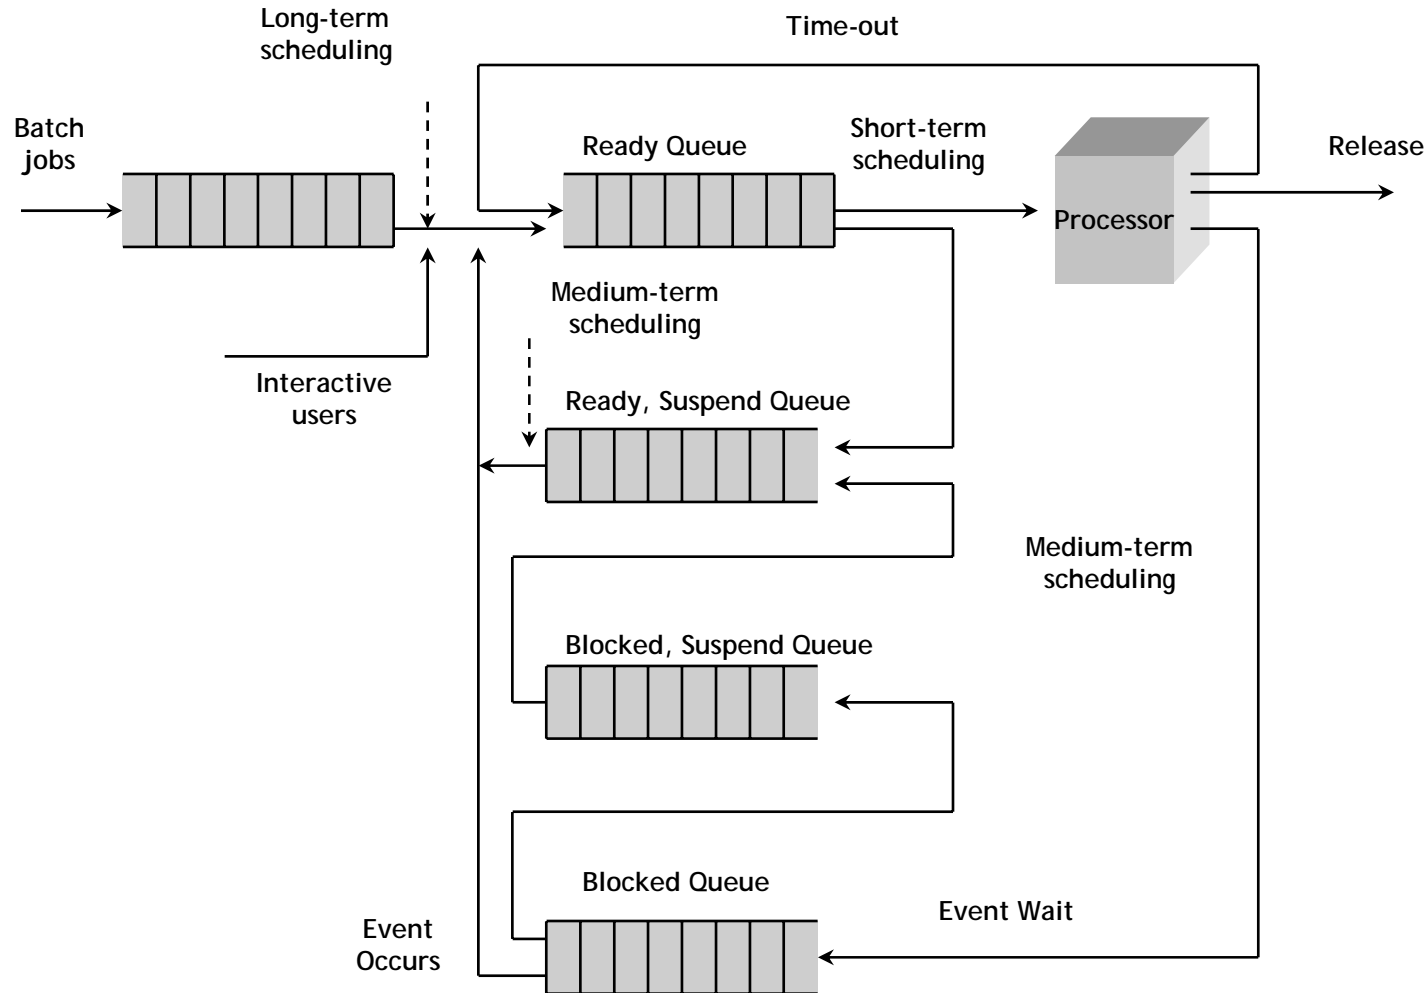 Long-term
scheduling
Time-out
Batch
jobs
Ready Queue
Short-term
scheduling
Release
Processor
Medium-term
scheduling
Interactive
users
Ready, Suspend Queue
Medium-term
scheduling
Blocked, Suspend Queue
Blocked Queue
Event Wait
Event
Occurs